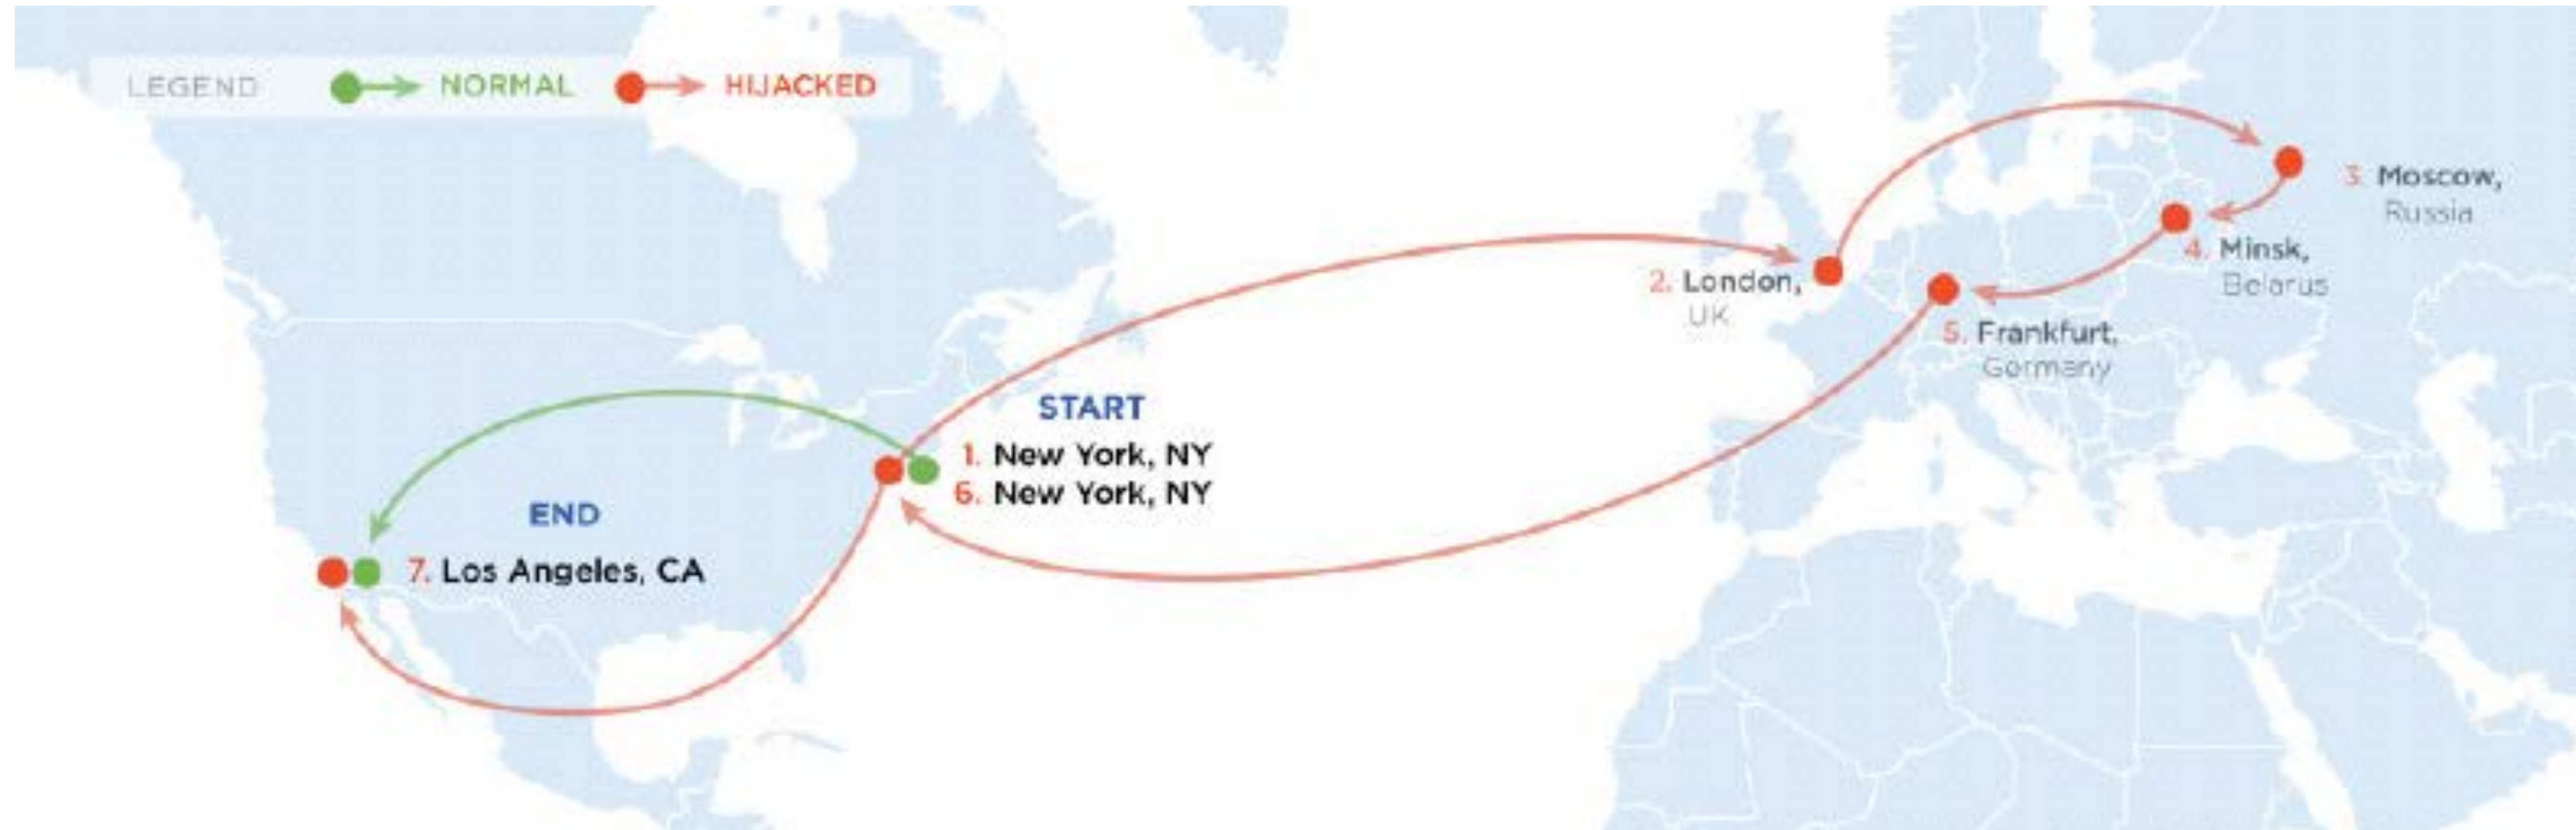 LEGEND NORMAL HIJACKED
3. Moscow,
Russia
4. Minsk,
Belarus
2. London,
UK
5. Frankfurt,
Germany
START
1. New York, NY
6. New York, NY
END
7. Los Angeles, CA